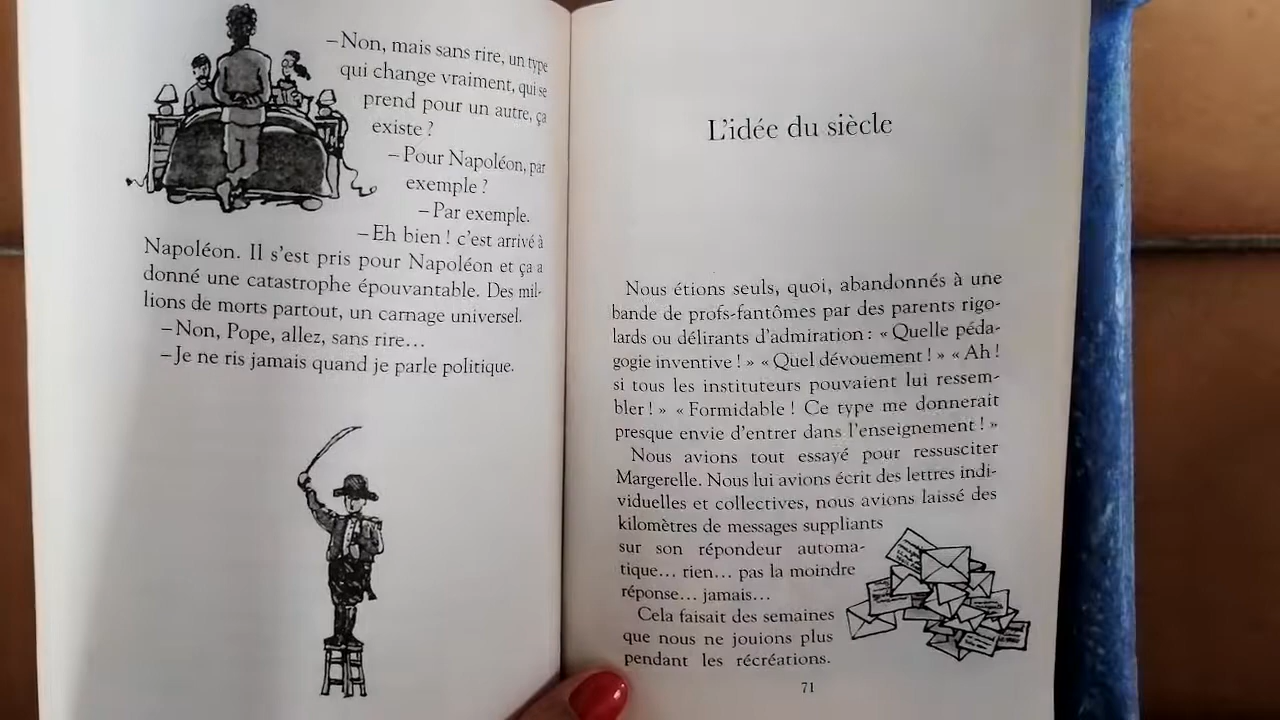 – Non, mais sans rire, un type
qui change vraiment, qui se
prend pour un autre, ça
existe ?
– Pour Napoléon, par
exemple ?
– Par exemple.
– Eh bien ! c'est arrivé à
Napoléon. Il s'est pris pour Napoléon et ça a
donné une catastrophe épouvantable. Des mil-
lions de morts partout, un carnage universel.
– Non, Pope, allez, sans rire…
– Je ne ris jamais quand je parle politique.
L'idée du siècle
Nous étions seuls, quoi, abandonnés à une
bande de profs-fantômes par des parents rigo-
lards ou délirants d'admiration : « Quelle péda-
gogie inventive ! » « Quel dévouement ! » « Ah !
si tous les instituteurs pouvaient lui ressem-
bler ! » « Formidable ! Ce type me donnerait
presque envie d'entrer dans l'enseignement ! »
Nous avions tout essayé pour ressusciter
Margerelle. Nous lui avions écrit des lettres indi-
viduelles et collectives, nous avions laissé des
kilomètres de messages suppliants
sur son répondeur automa-
tique… rien… pas la moindre
réponse… jamais…
Cela faisait des semaines
que nous ne jouions plus
pendant les récréations.
71